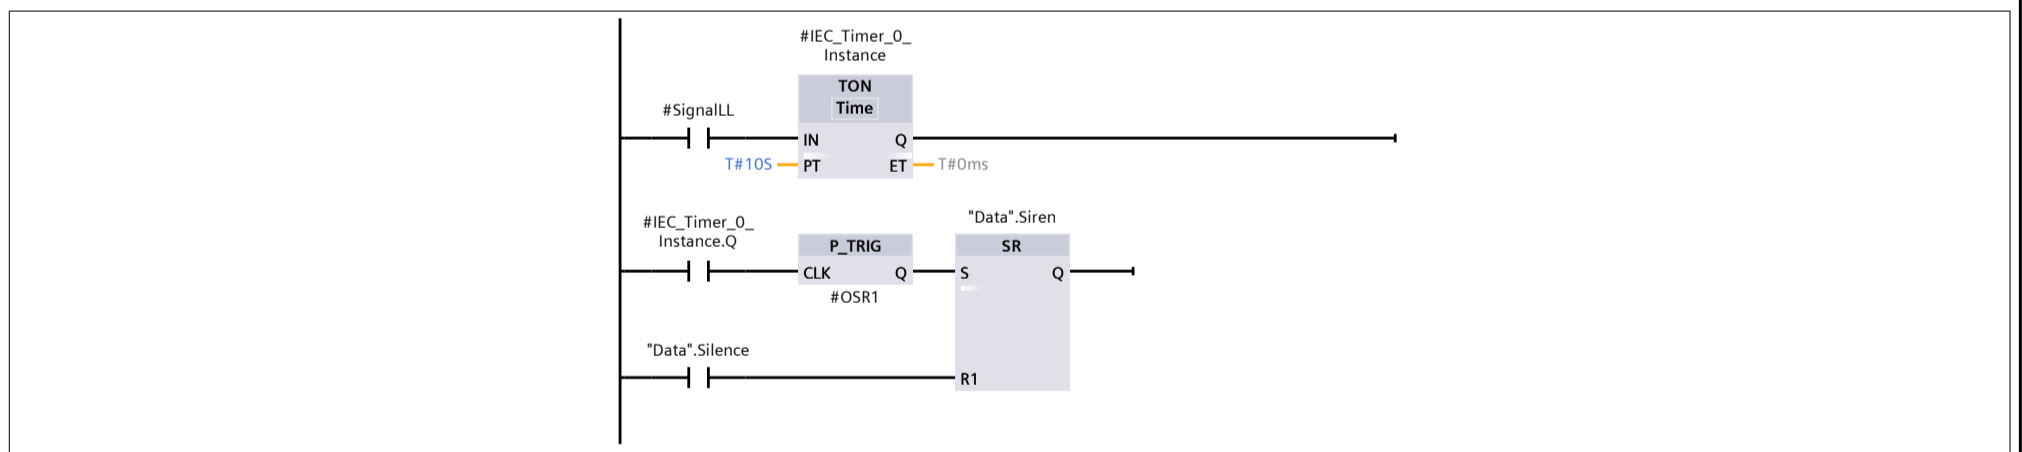 #IEC_Timer_0_
Instance
TON
Time
#SignalLL
IN Q
T#10S PT ET T#0ms
#IEC_Timer_0_
Instance.Q
"Data".Siren
P_TRIG SR
CLK Q S Q
#OSR1
"Data".Silence
R1